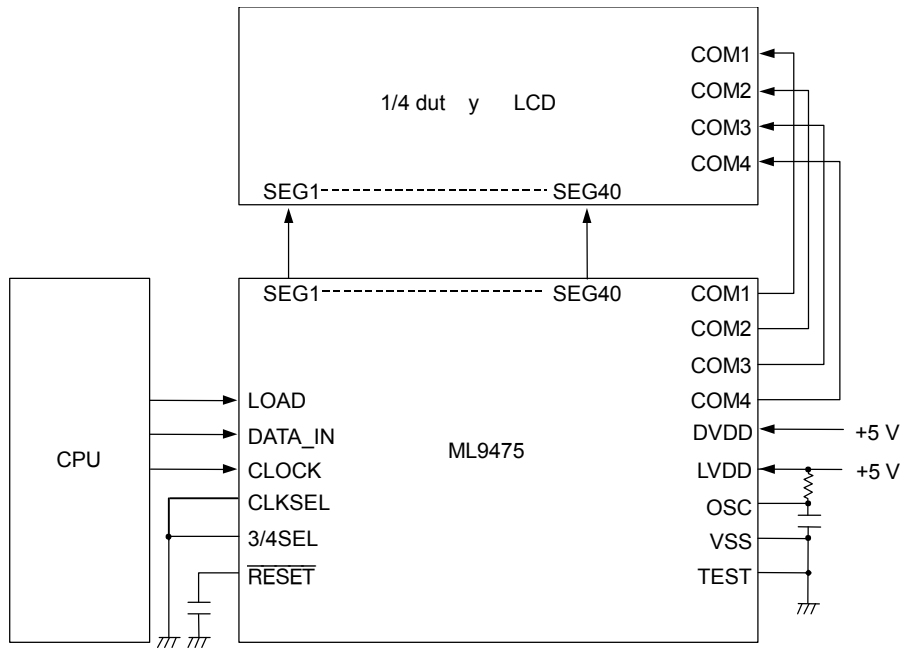 COM1
COM2
1/4 dut y LCD
COM3
COM4
SEG1 SEG40
SEG1 SEG40
COM1
COM2
COM3
LOAD
COM4
DATA_IN
DVDD
+5 V
CPU
ML9475
CLOCK
LVDD
+5 V
CLKSEL
OSC
3/4SEL
VSS
RESET
TEST